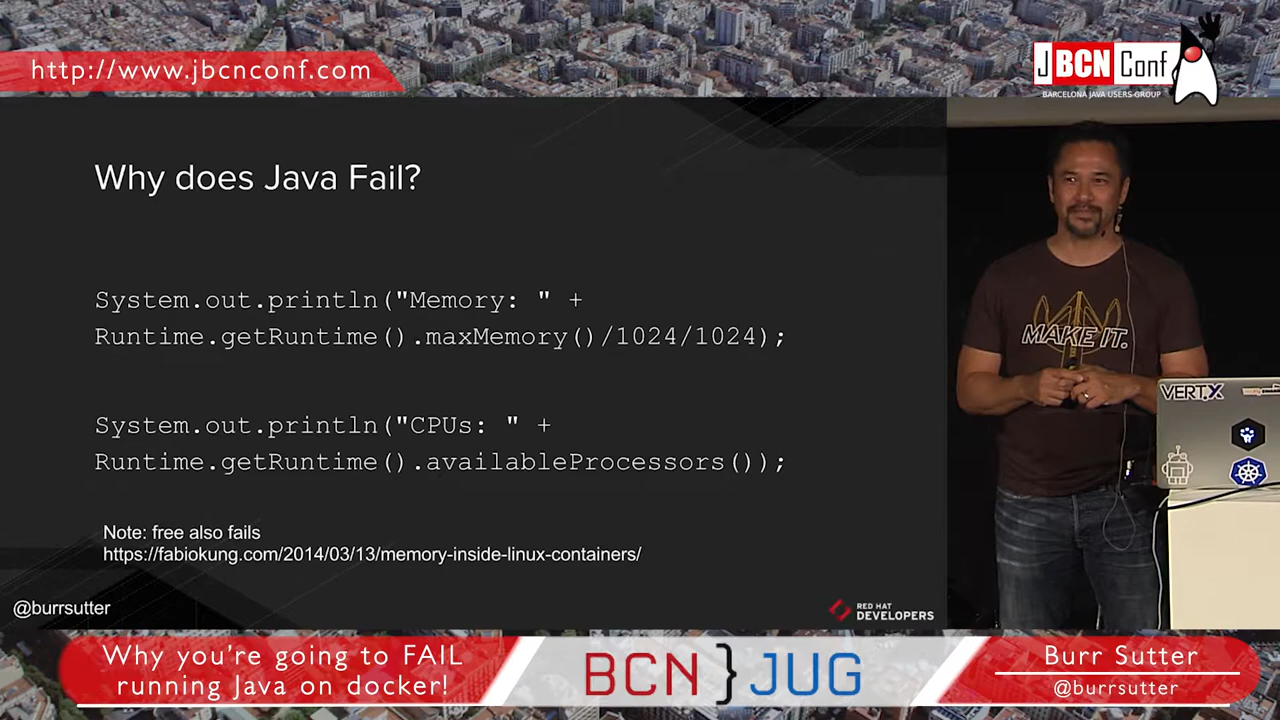 http://www.jbcnconf.com
JBCNConf
BARCELONA JAVA USERS GROUP
Why does Java Fail?
System.out.println("Memory: " +
Runtime.getRuntime().maxMemory()/1024/1024);
System.out.println("CPUs: " +
Runtime.getRuntime().availableProcessors());
Note: free also fails
https://fabiokung.com/2014/03/13/memory-inside-linux-containers/
@burrsutter
RED HAT
DEVELOPERS
MAKE IT.
VERT.X
Why you're going to FAIL
running Java on docker!
BCN}JUG
Burr Sutter
@burrsutter